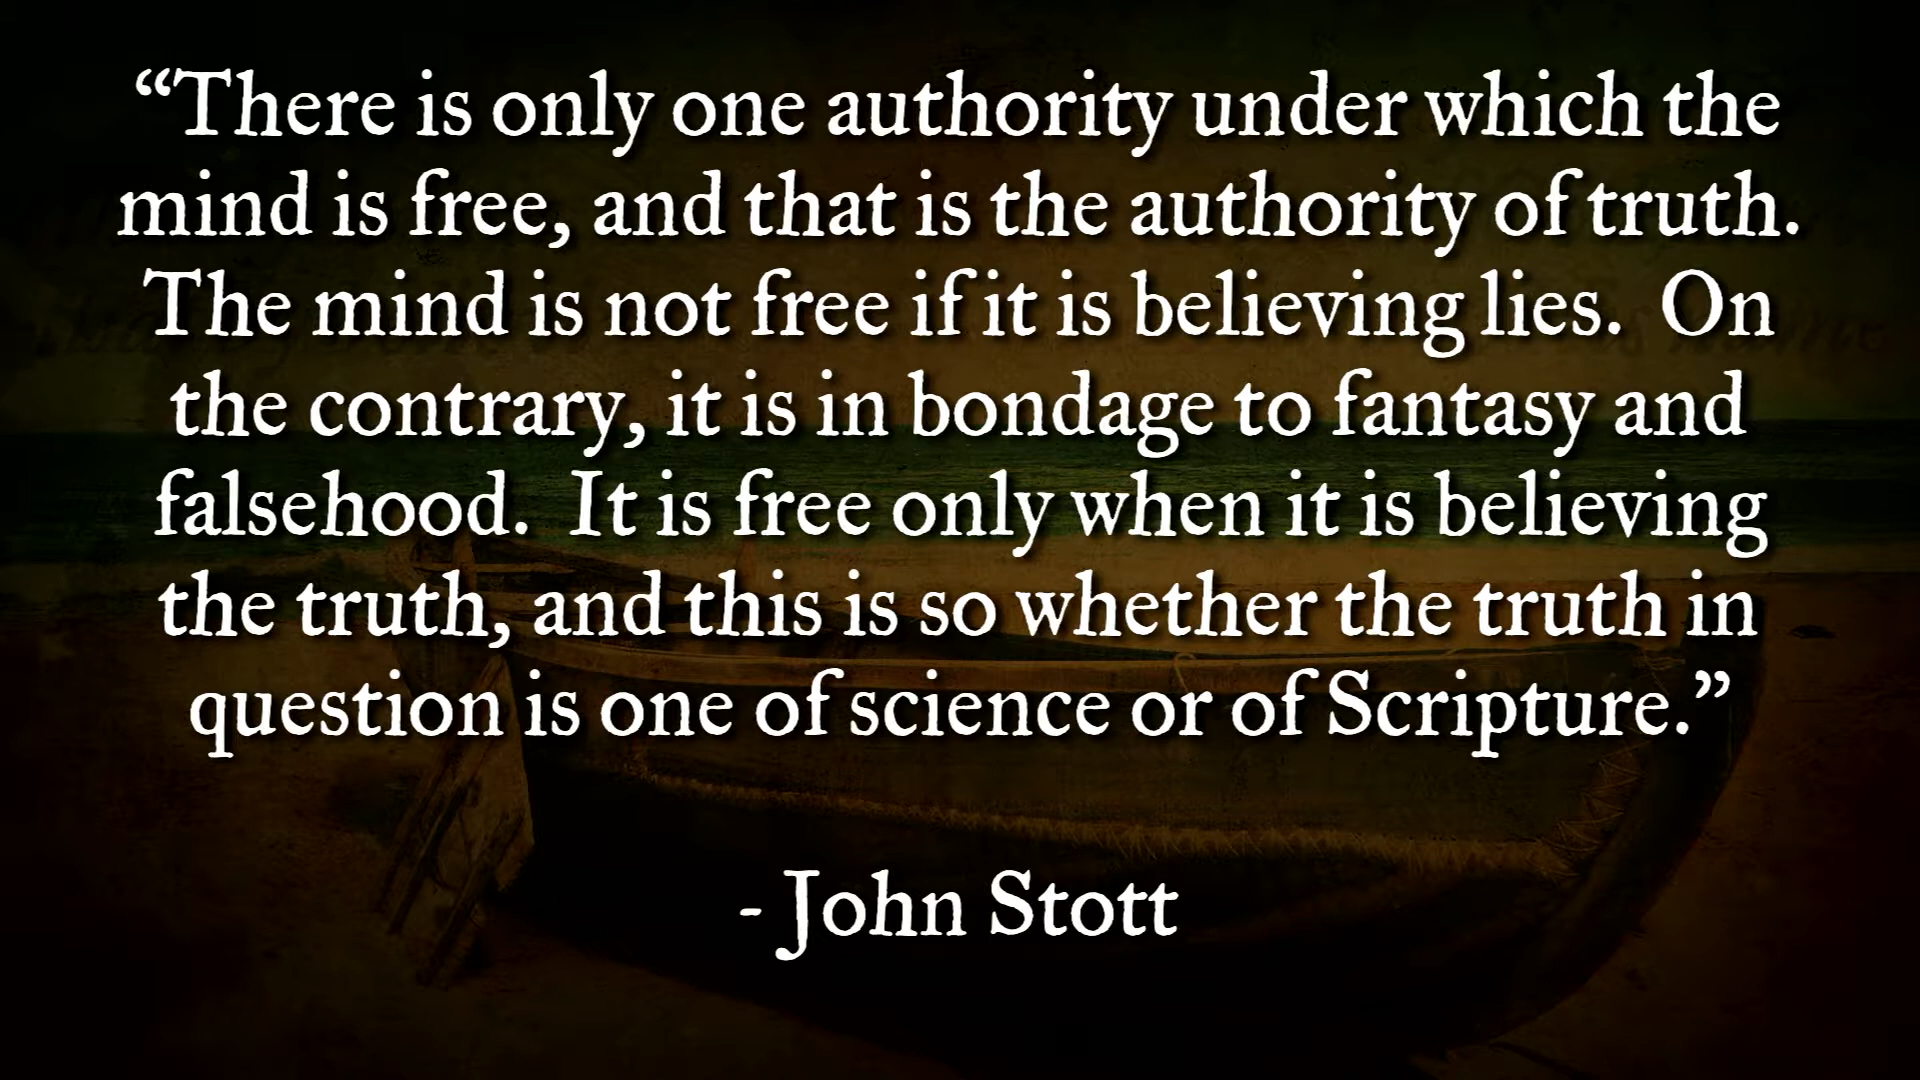 “There is only one authority under which the
mind is free, and that is the authority of truth.
The mind is not free if it is believing lies.  On
the contrary, it is in bondage to fantasy and
falsehood.  It is free only when it is believing
the truth, and this is so whether the truth in
question is one of science or of Scripture.”
- John Stott